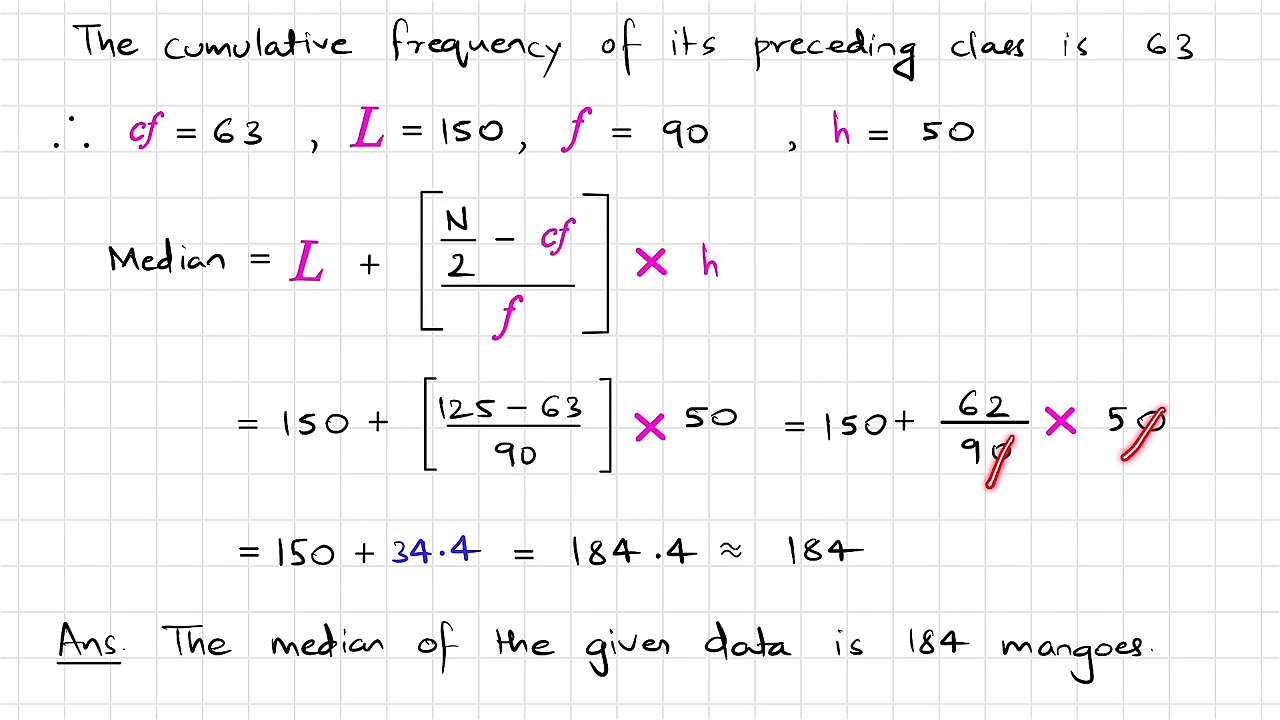 The cumulative frequency of its preceding class is 63
∴ cf = 63 , L = 150, f = 90 , h = 50
Median = L + [(N/2 - cf)/f] × h
= 150 + [(125 - 63)/90] × 50 = 150 + 62/90 × 50
= 150 + 34.4 = 184.4 ≈ 184
Ans. The median of the given data is 184 mangoes.